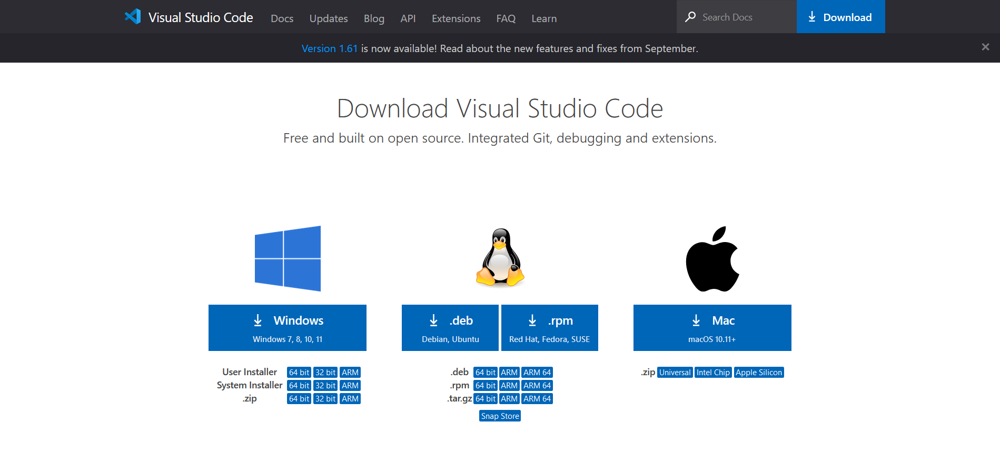 Visual Studio Code Docs Updates Blog API Extensions FAQ Learn Search Docs Download
Version 1.61 is now available! Read about the new features and fixes from September.
Download Visual Studio Code
Free and built on open source. Integrated Git, debugging and extensions.
Windows
Windows 7, 8, 10, 11
User Installer 64 bit 32 bit ARM
System Installer 64 bit 32 bit ARM
.zip 64 bit 32 bit ARM
.deb
Debian, Ubuntu
.rpm
Red Hat, Fedora, SUSE
.deb 64 bit ARM ARM 64
.rpm 64 bit ARM ARM 64
.tar.gz 64 bit ARM ARM 64
Snap Store
Mac
macOS 10.11+
.zip Universal Intel Chip Apple Silicon